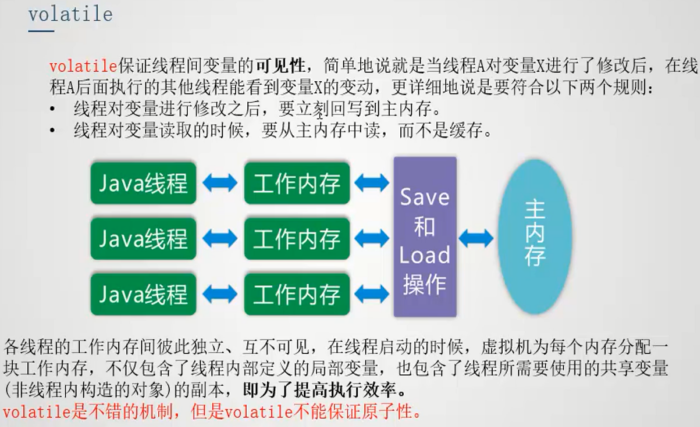 volatile
volatile保证线程间变量的可见性，简单地说就是当线程A对变量X进行了修改后，在线
程A后面执行的其他线程能看到变量X的变动，更详细地说是要符合以下两个规则：
• 线程对变量进行修改之后，要立刻回写到主内存。
• 线程对变量读取的时候，要从主内存中读，而不是缓存。
Java线程 工作内存
Java线程 工作内存
Java线程 工作内存
Save
和
Load
操作
主
内
存
各线程的工作内存间彼此独立、互不可见，在线程启动的时候，虚拟机为每个内存分配一
块工作内存，不仅包含了线程内部定义的局部变量，也包含了线程所需要使用的共享变量
(非线程内构造的对象)的副本，即为了提高执行效率。
volatile是不错的机制，但是volatile不能保证原子性。